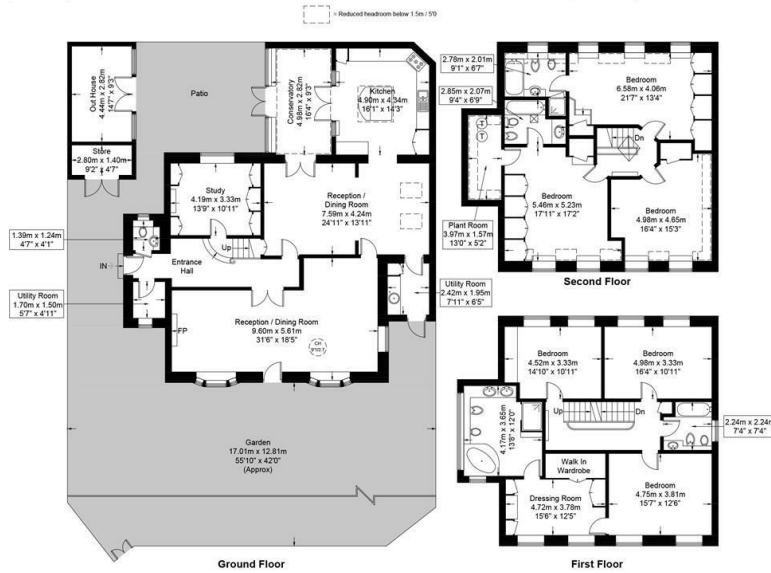 = Reduced headroom below 1.5m / 5'0
Out House
4.44m x 2.82m
14'7" x 9'3"
Patio
Conservatory
4.98m x 2.82m
16'4" x 9'3"
Kitchen
4.90m x 4.34m
16'1" x 14'3"
Store
2.80m x 1.40m
9'2" x 4'7"
Study
4.19m x 3.33m
13'9" x 10'11"
Reception /
Dining Room
7.59m x 4.24m
24'11" x 13'11"
1.39m x 1.24m
4'7" x 4'1"
IN
Entrance
Hall
Up
Utility Room
1.70m x 1.50m
5'7" x 4'11"
Utility Room
2.42m x 1.95m
7'11" x 6'5"
FP
Reception / Dining Room
9.60m x 5.61m
31'6" x 18'5"
CH
Garden
17.01m x 12.81m
55'10" x 42'0"
(Approx)
Ground Floor
2.78m x 2.01m
9'1" x 6'7"
2.85m x 2.07m
9'4" x 6'9"
Bedroom
6.58m x 4.06m
21'7" x 13'4"
T
T
Dn
Bedroom
5.46m x 5.23m
17'11" x 17'2"
Bedroom
4.98m x 4.65m
16'4" x 15'3"
Plant Room
3.97m x 1.57m
13'0" x 5'2"
Second Floor
Bedroom
4.52m x 3.33m
14'10" x 10'11"
Bedroom
4.98m x 3.33m
16'4" x 10'11"
4.17m x 3.65m
13'8" x 12'0"
Up
Dn
2.24m x 2.24m
7'4" x 7'4"
Walk In
Wardrobe
Dressing Room
4.72m x 3.78m
15'6" x 12'5"
Bedroom
4.75m x 3.81m
15'7" x 12'6"
First Floor